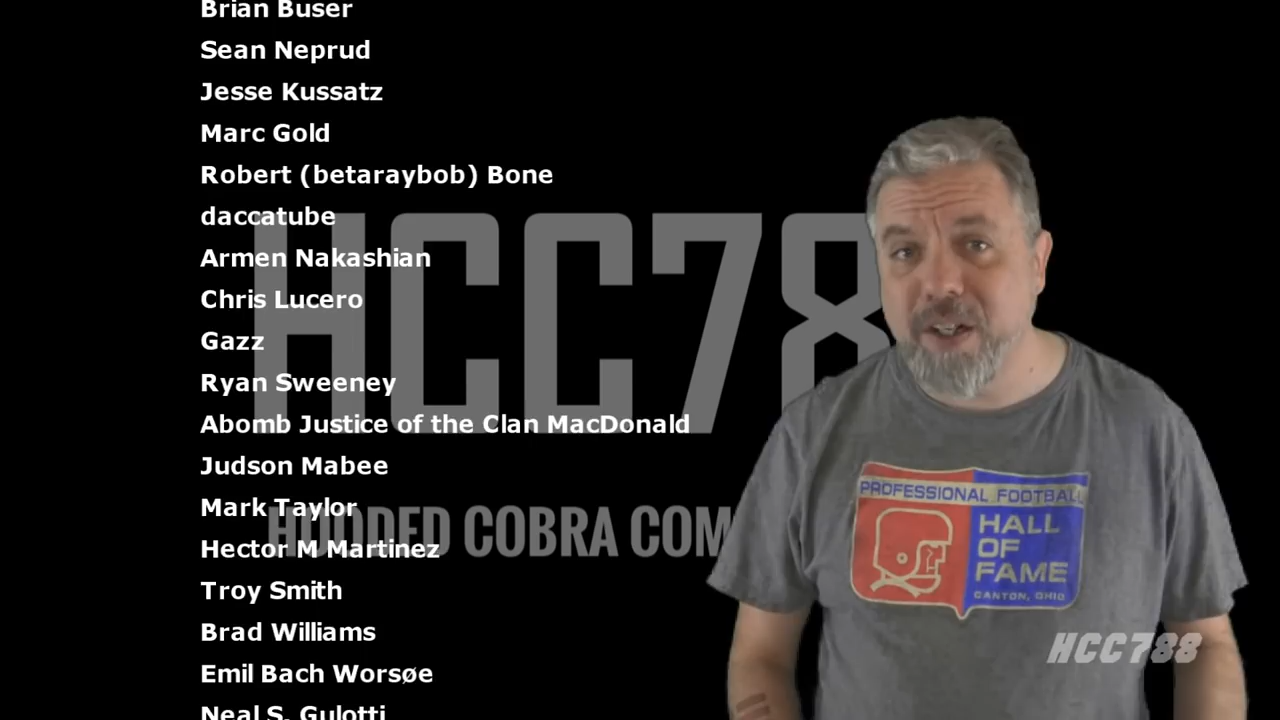 Brian Buser
Sean Neprud
Jesse Kussatz
Marc Gold
Robert (betaraybob) Bone
daccatube
Armen Nakashian
Chris Lucero
Gazz
Ryan Sweeney
Abomb Justice of the Clan MacDonald
Judson Mabee
Mark Taylor
Hector M Martinez
Troy Smith
Brad Williams
Emil Bach Worsøe
Neal S. Gulotti
HCC78
HOODED COBRA COM
PROFESSIONAL FOOTBALL
HALL
OF
FAME
CANTON, OHIO
HCC788